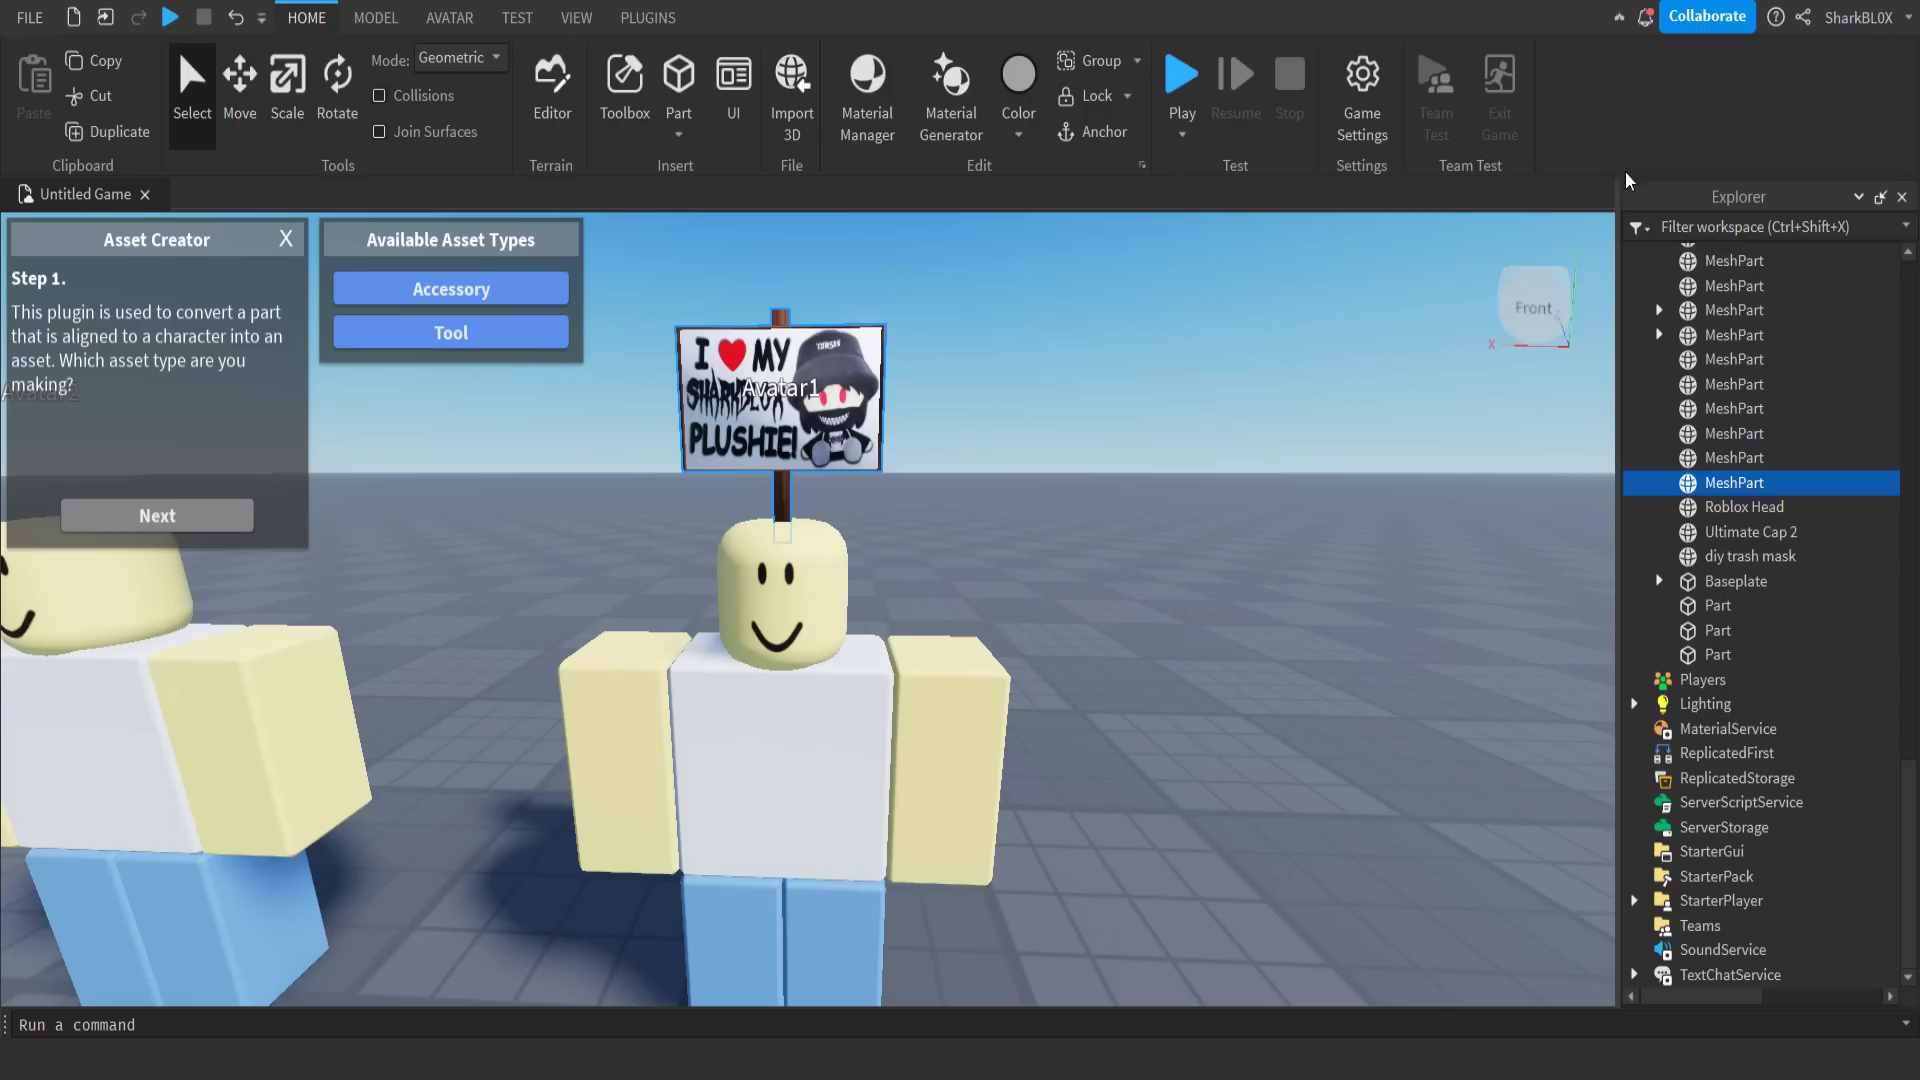 FILE
HOME
MODEL
AVATAR
TEST
VIEW
PLUGINS
Collaborate
SharkBL0X
Paste
Copy
Cut
Duplicate
Clipboard
Select
Move
Scale
Rotate
Mode:
Geometric
Collisions
Join Surfaces
Tools
Editor
Terrain
Toolbox
Part
UI
Insert
Import
3D
File
Material
Manager
Material
Generator
Color
Group
Lock
Anchor
Edit
Play
Resume
Stop
Test
Game
Settings
Settings
Team
Test
Exit
Game
Team Test
Untitled Game
Asset Creator
X
Step 1.
This plugin is used to convert a part
that is aligned to a character into an
asset. Which asset type are you
making?
Avatar2
Next
Available Asset Types
Accessory
Tool
I MY
SHARKBLOX
PLUSHIE!
Avatar1
Front
X
Z
Explorer
Filter workspace (Ctrl+Shift+X)
MeshPart
MeshPart
MeshPart
MeshPart
MeshPart
MeshPart
MeshPart
MeshPart
MeshPart
MeshPart
Roblox Head
Ultimate Cap 2
diy trash mask
Baseplate
Part
Part
Part
Players
Lighting
MaterialService
ReplicatedFirst
ReplicatedStorage
ServerScriptService
ServerStorage
StarterGui
StarterPack
StarterPlayer
Teams
SoundService
TextChatService
Run a command